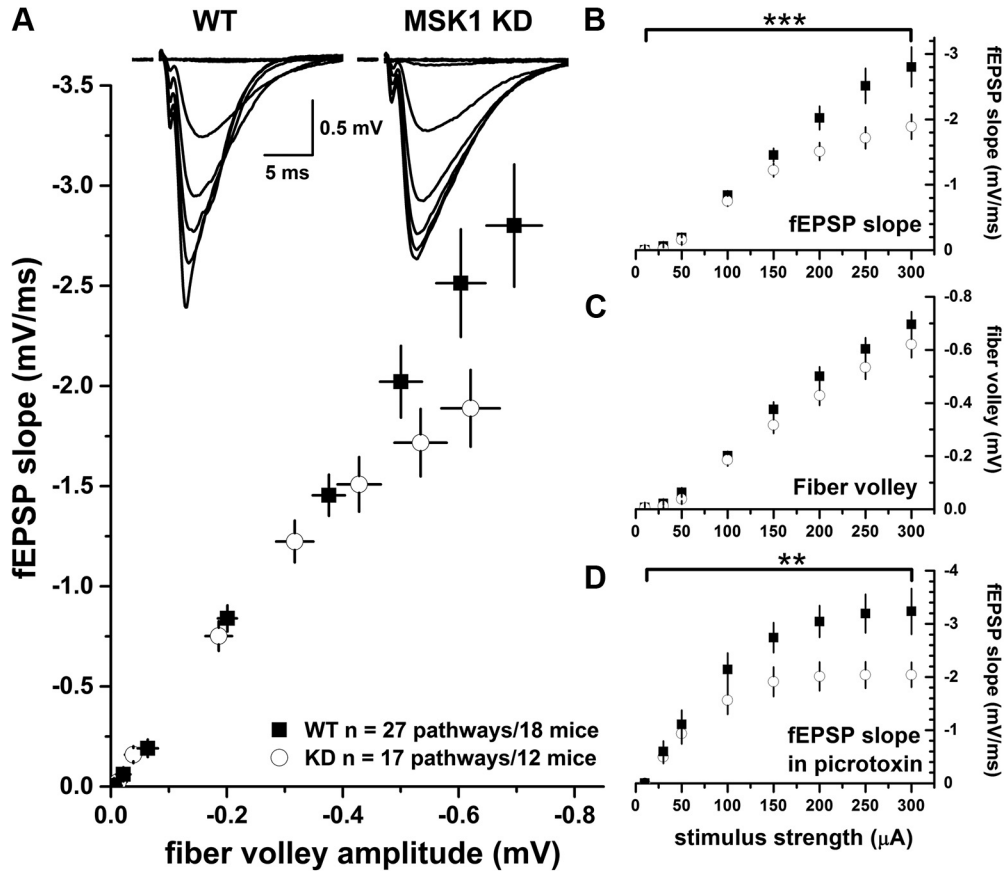 A
WT
MSK1 KD
0.5 mV
5 ms
fEPSP slope (mV/ms)
-3.5
-3.0
-2.5
-2.0
-1.5
-1.0
-0.5
0.0
0.0 -0.2 -0.4 -0.6 -0.8
fiber volley amplitude (mV)
WT n = 27 pathways/18 mice
KD n = 17 pathways/12 mice
B
***
-3
-2
-1
0
fEPSP slope (mV/ms)
fEPSP slope
0 50 100 150 200 250 300
C
-0.8
-0.6
-0.4
-0.2
0.0
fiber volley (mV)
Fiber volley
0 50 100 150 200 250 300
D
**
-4
-3
-2
-1
0
fEPSP slope (mV/ms)
fEPSP slope
in picrotoxin
0 50 100 150 200 250 300
stimulus strength (μA)